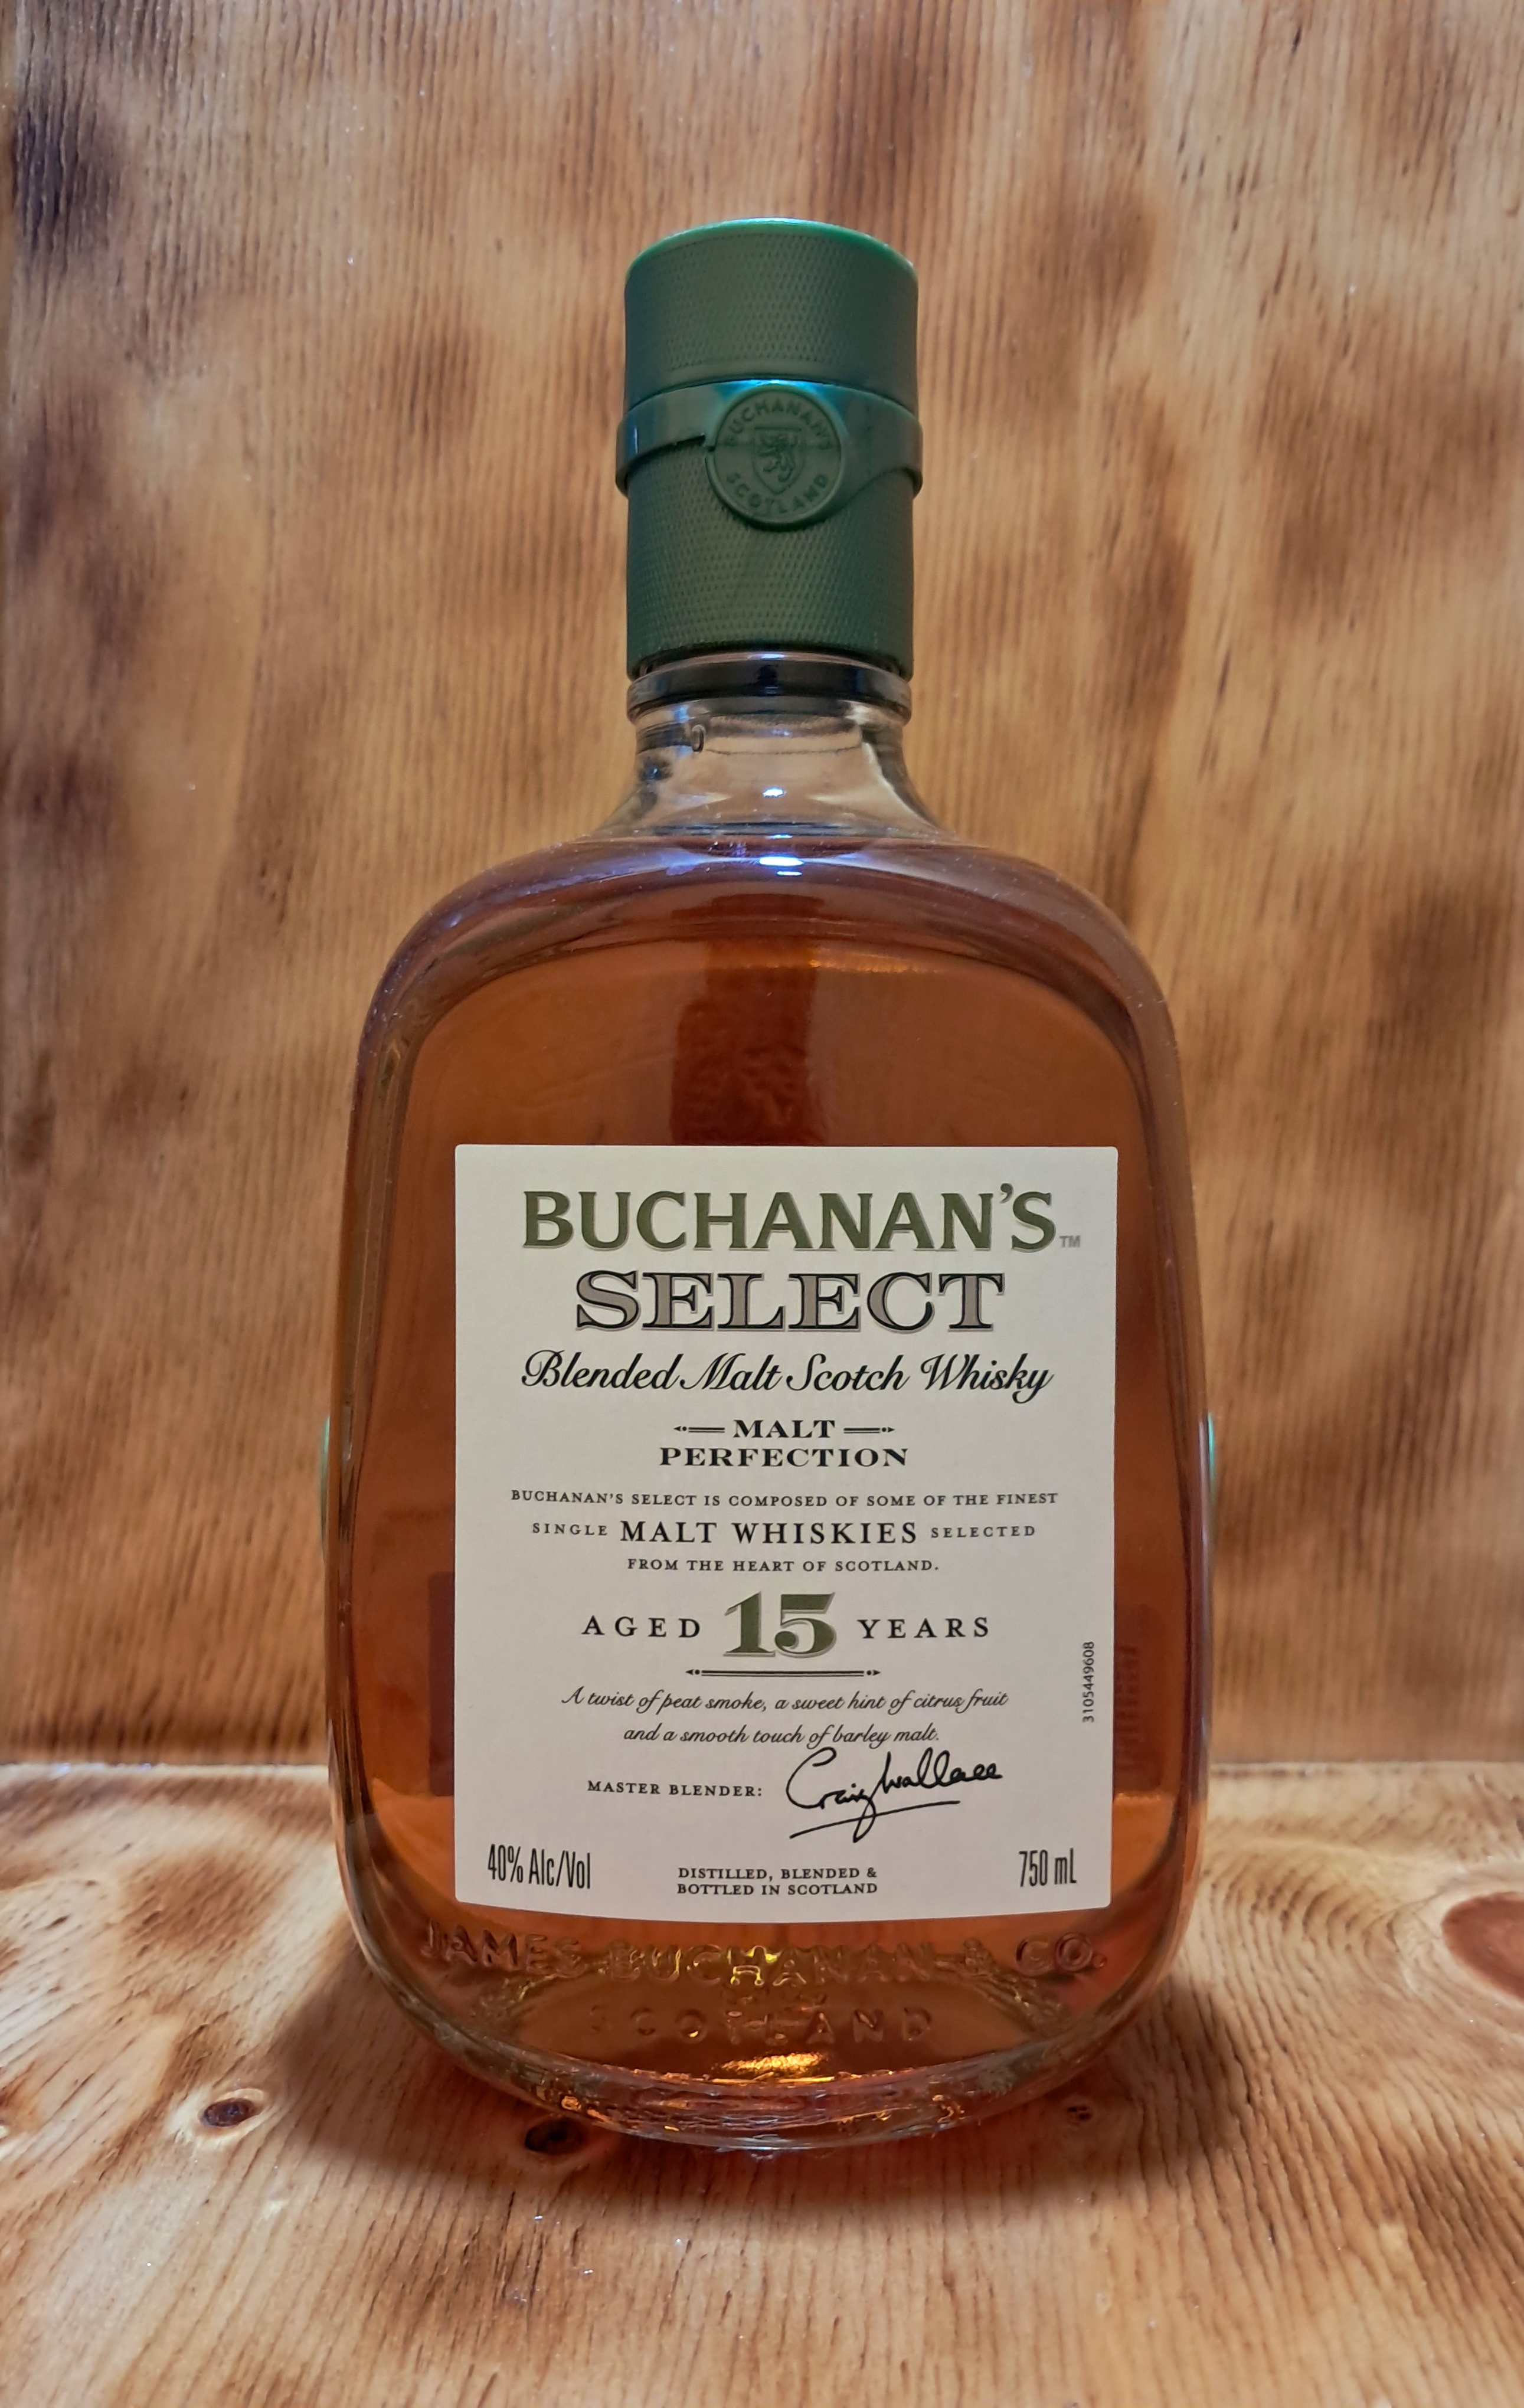 BUCHANAN'S
SCOTLAND
BUCHANAN'S™
SELECT
Blended Malt Scotch Whisky
MALT
PERFECTION
BUCHANAN'S SELECT IS COMPOSED OF SOME OF THE FINEST
SINGLE MALT WHISKIES SELECTED
FROM THE HEART OF SCOTLAND.
AGED 15 YEARS
A twist of peat smoke, a sweet hint of citrus fruit
and a smooth touch of barley malt.
MASTER BLENDER: Craig Wallace
3105449608
40% Alc/Vol
DISTILLED, BLENDED &
BOTTLED IN SCOTLAND
750 mL
JAMES BUCHANAN & CO.
SCOTLAND